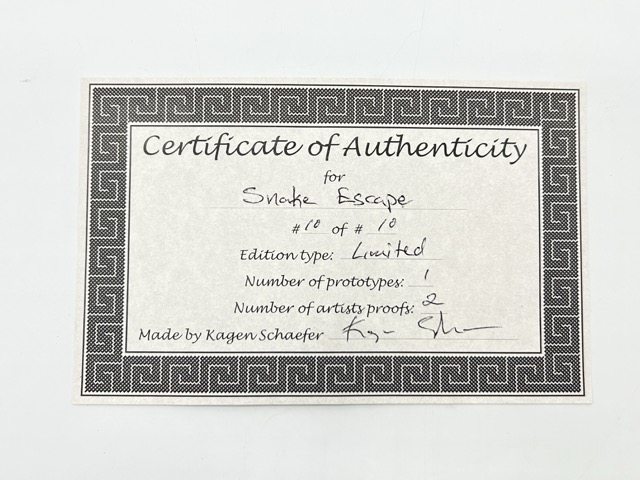 Certificate of Authenticity
for
Snake Escape
#10 of #10
Edition type: Limited
Number of prototypes: 1
Number of artists proofs: 2
Made by Kagen Schaefer